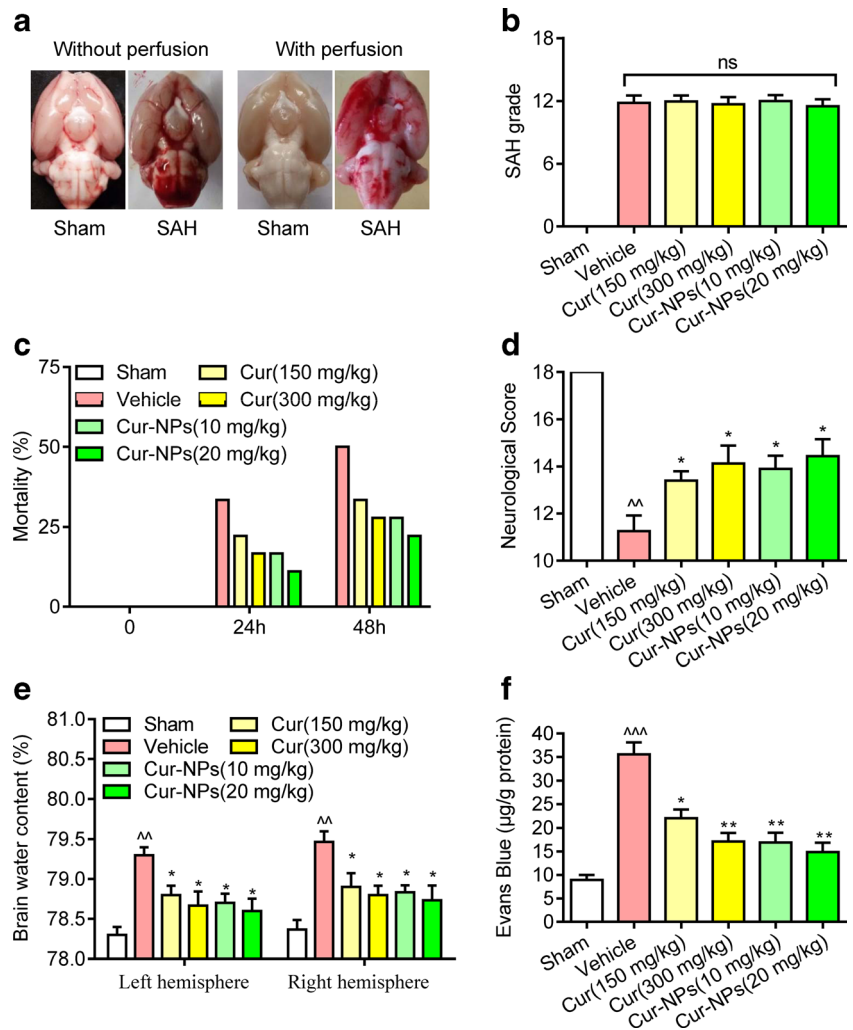 a
Without perfusion
With perfusion
Sham
SAH
Sham
SAH
b
SAH grade
18
12
6
0
ns
Sham
Vehicle
Cur(150 mg/kg)
Cur(300 mg/kg)
Cur-NPs(10 mg/kg)
Cur-NPs(20 mg/kg)
c
Mortality (%)
75
50
25
0
Sham
Vehicle
Cur(150 mg/kg)
Cur(300 mg/kg)
Cur-NPs(10 mg/kg)
Cur-NPs(20 mg/kg)
0
24h
48h
d
Neurological Score
18
16
14
12
10
^^
*
*
*
*
Sham
Vehicle
Cur(150 mg/kg)
Cur(300 mg/kg)
Cur-NPs(10 mg/kg)
Cur-NPs(20 mg/kg)
e
Brain water content (%)
81.0
80.5
80.0
79.5
79.0
78.5
78.0
Sham
Vehicle
Cur(150 mg/kg)
Cur(300 mg/kg)
Cur-NPs(10 mg/kg)
Cur-NPs(20 mg/kg)
^^
*
*
*
*
^^
*
*
*
*
Left hemisphere
Right hemisphere
f
Evans Blue (μg/g protein)
40
35
30
25
20
15
10
5
0
^^^
*
**
**
**
Sham
Vehicle
Cur(150 mg/kg)
Cur(300 mg/kg)
Cur-NPs(10 mg/kg)
Cur-NPs(20 mg/kg)